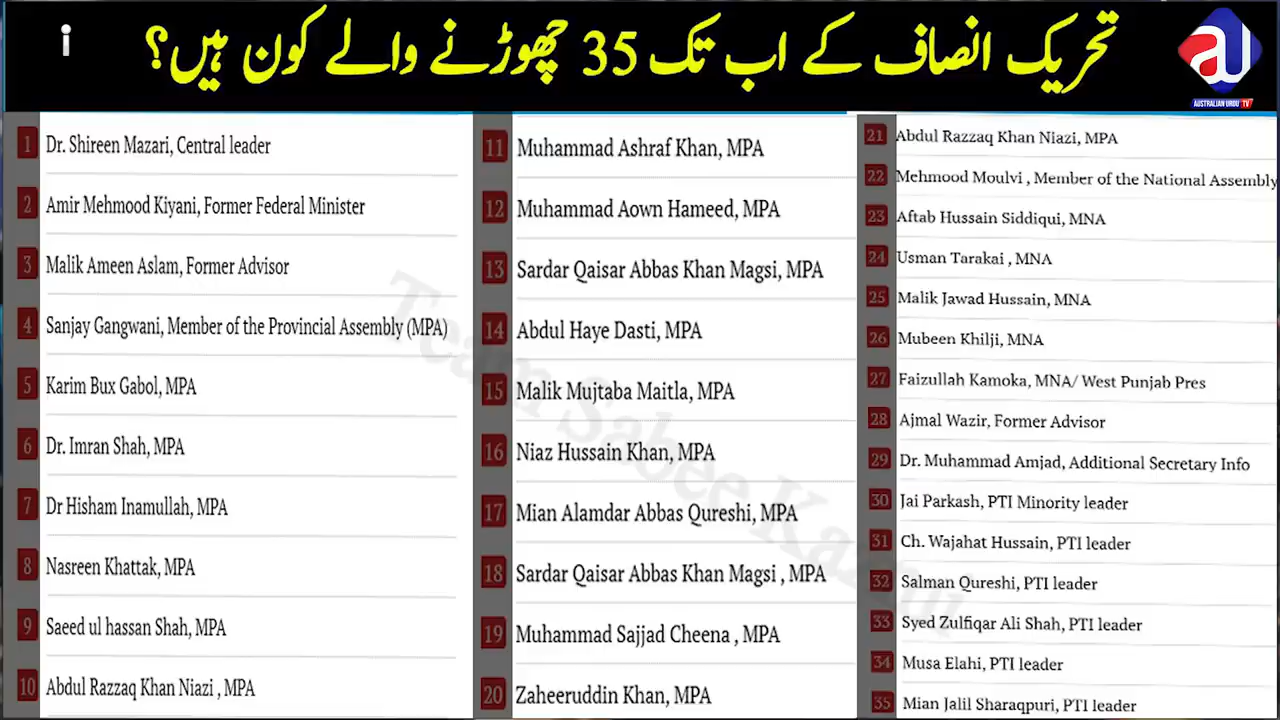 تحریک انصاف کے اب تک 35 چھوڑنے والے کون ہیں؟
i
AUSTRALIAN URDU TV
1 Dr. Shireen Mazari, Central leader
2 Amir Mehmood Kiyani, Former Federal Minister
3 Malik Ameen Aslam, Former Advisor
4 Sanjay Gangwani, Member of the Provincial Assembly (MPA)
5 Karim Bux Gabol, MPA
6 Dr. Imran Shah, MPA
7 Dr Hisham Inamullah, MPA
8 Nasreen Khattak, MPA
9 Saeed ul hassan Shah, MPA
10 Abdul Razzaq Khan Niazi , MPA
11 Muhammad Ashraf Khan, MPA
12 Muhammad Aown Hameed, MPA
13 Sardar Qaisar Abbas Khan Magsi, MPA
14 Abdul Haye Dasti, MPA
15 Malik Mujtaba Maitla, MPA
16 Niaz Hussain Khan, MPA
17 Mian Alamdar Abbas Qureshi, MPA
18 Sardar Qaisar Abbas Khan Magsi , MPA
19 Muhammad Sajjad Cheena , MPA
20 Zaheeruddin Khan, MPA
21 Abdul Razzaq Khan Niazi, MPA
22 Mehmood Moulvi , Member of the National Assembly
23 Aftab Hussain Siddiqui, MNA
24 Usman Tarakai , MNA
25 Malik Jawad Hussain, MNA
26 Mubeen Khilji, MNA
27 Faizullah Kamoka, MNA/ West Punjab Pres
28 Ajmal Wazir, Former Advisor
29 Dr. Muhammad Amjad, Additional Secretary Info
30 Jai Parkash, PTI Minority leader
31 Ch. Wajahat Hussain, PTI leader
32 Salman Qureshi, PTI leader
33 Syed Zulfiqar Ali Shah, PTI leader
34 Musa Elahi, PTI leader
35 Mian Jalil Sharaqpuri, PTI leader